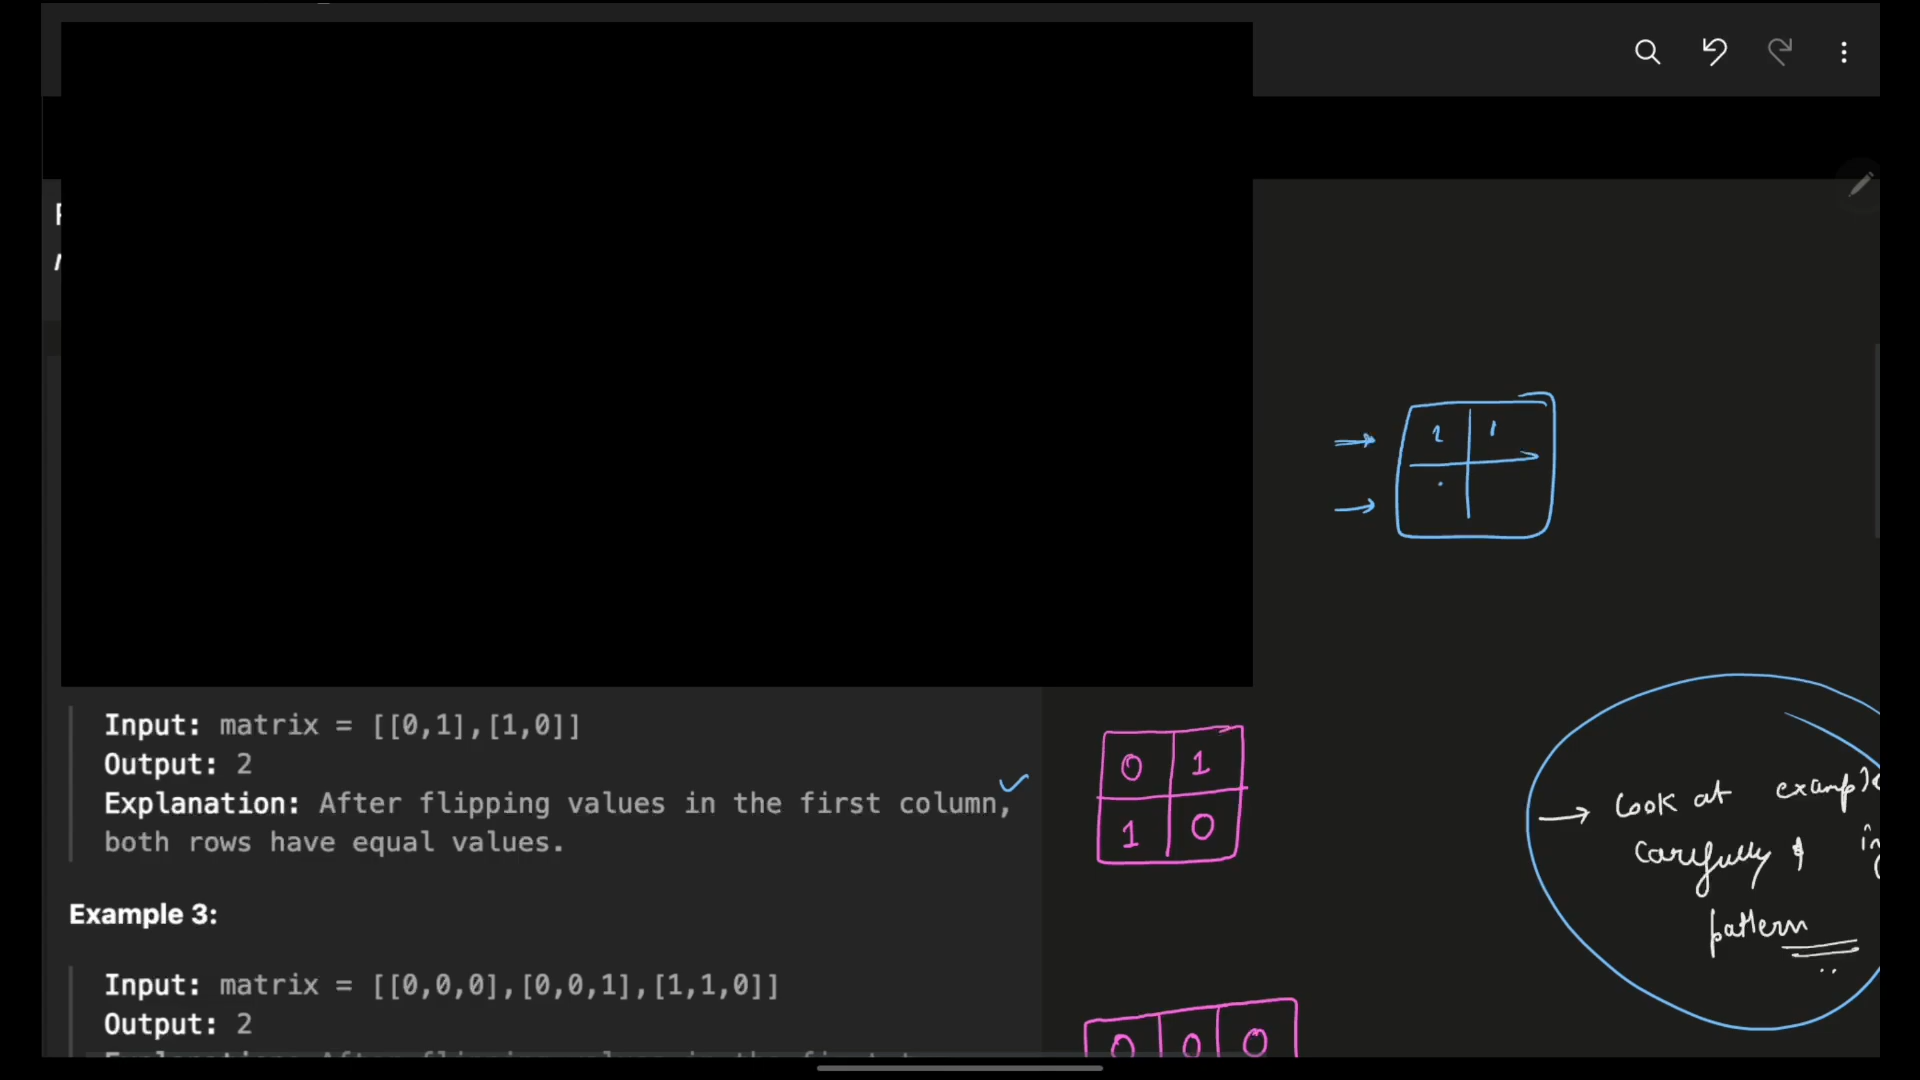 Input: matrix = [[0,1],[1,0]]
Output: 2
Explanation: After flipping values in the first column,
both rows have equal values.
Example 3:
Input: matrix = [[0,0,0],[0,0,1],[1,1,0]]
Output: 2
1 1
0 1
1 0
0 0 0
→ Look at example
carefully &
pattern